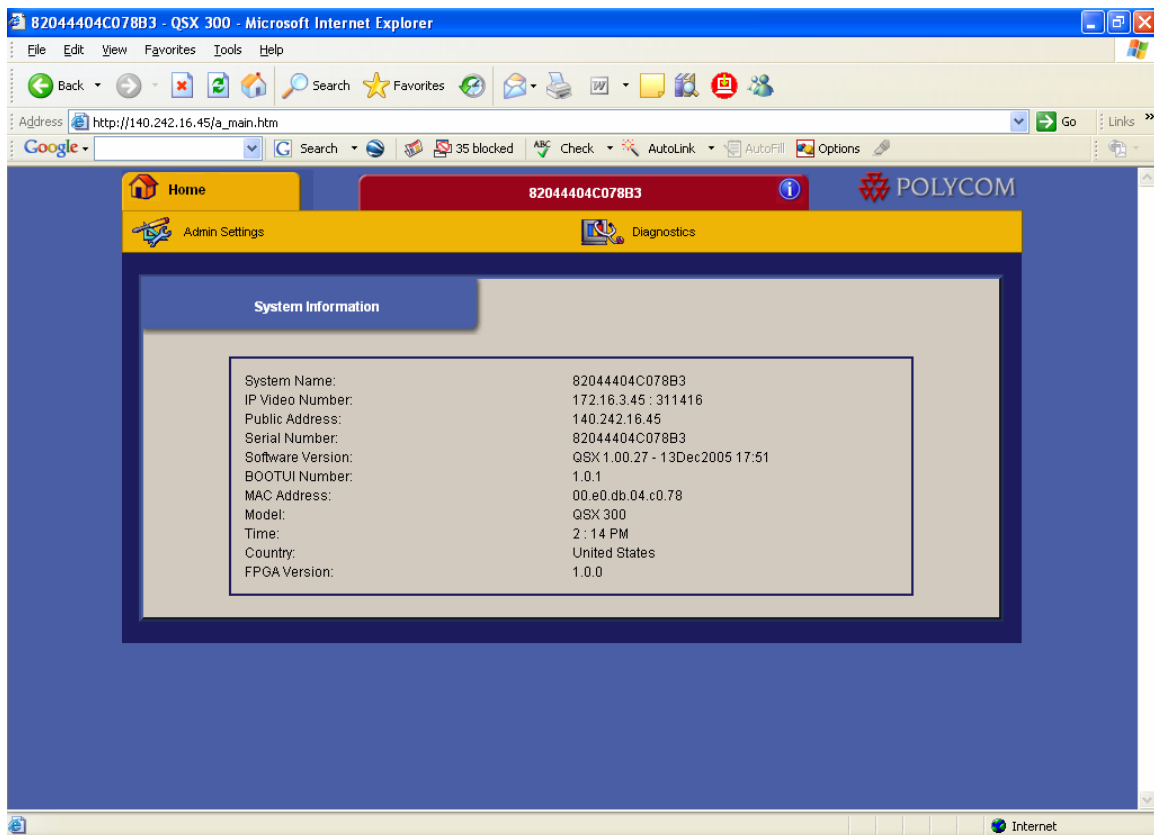 82044404C078B3 - QSX 300 - Microsoft Internet Explorer
File Edit View Favorites Tools Help
Back Search Favorites
Address http://140.242.16.45/a_main.htm Go Links »
Google Search 35 blocked ABC Check AutoLink AutoFill Options
Home 82044404C078B3 POLYCOM
Admin Settings Diagnostics
System Information
System Name: 82044404C078B3
IP Video Number: 172.16.3.45 : 311416
Public Address: 140.242.16.45
Serial Number: 82044404C078B3
Software Version: QSX 1.00.27 - 13Dec2005 17:51
BOOTUI Number: 1.0.1
MAC Address: 00.e0.db.04.c0.78
Model: QSX 300
Time: 2 : 14 PM
Country: United States
FPGA Version: 1.0.0
Internet